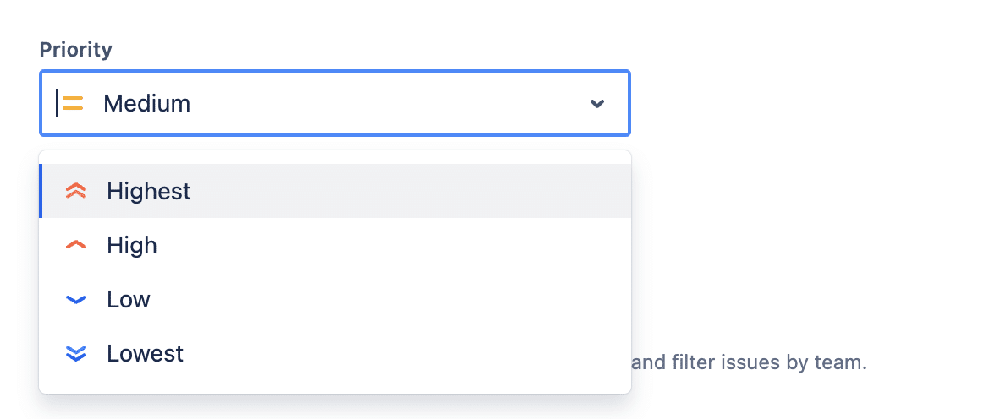 Priority
Medium
Highest
High
Low
Lowest
and filter issues by team.